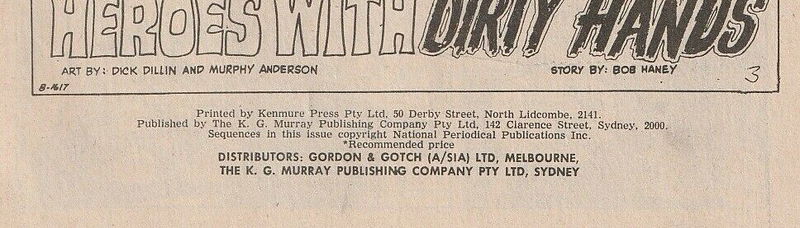 HEROES WITH DIRTY HANDS
ART BY: DICK DILLIN AND MURPHY ANDERSON
STORY BY: BOB HANEY
3
B-1617
Printed by Kenmure Press Pty Ltd, 50 Derby Street, North Lidcombe, 2141.
Published by The K. G. Murray Publishing Company Pty Ltd, 142 Clarence Street, Sydney, 2000.
Sequences in this issue copyright National Periodical Publications Inc.
*Recommended price
DISTRIBUTORS: GORDON & GOTCH (A/SIA) LTD, MELBOURNE,
THE K. G. MURRAY PUBLISHING COMPANY PTY LTD, SYDNEY